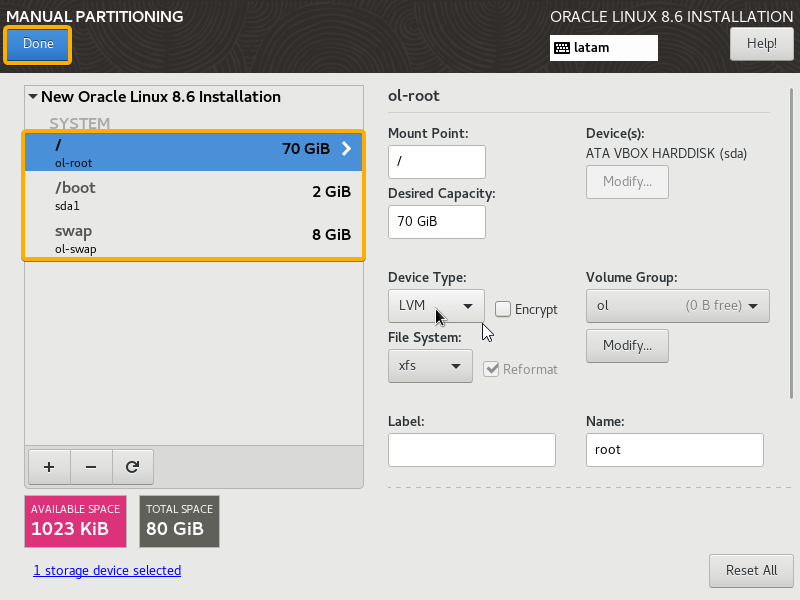 MANUAL PARTITIONING
ORACLE LINUX 8.6 INSTALLATION
Done
latam
Help!
New Oracle Linux 8.6 Installation
SYSTEM
/
70 GiB
ol-root
/boot
2 GiB
sda1
swap
8 GiB
ol-swap
+
−
AVAILABLE SPACE
1023 KiB
TOTAL SPACE
80 GiB
1 storage device selected
ol-root
Mount Point:
/
Device(s):
ATA VBOX HARDDISK (sda)
Modify...
Desired Capacity:
70 GiB
Device Type:
LVM
Encrypt
Volume Group:
ol (0 B free)
Modify...
File System:
xfs
Reformat
Label:
Name:
root
Reset All